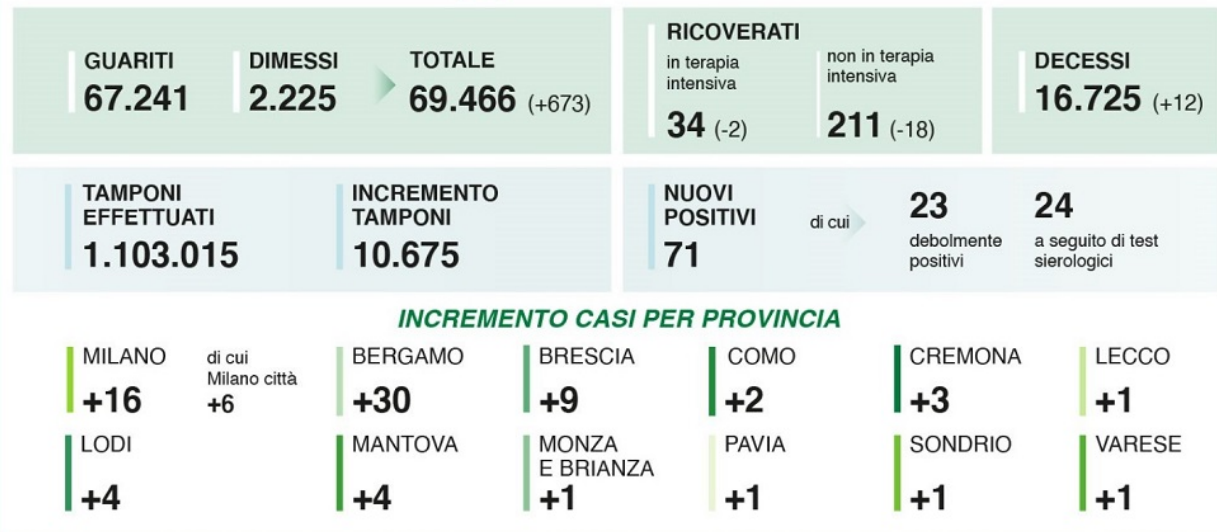 GUARITI
67.241
DIMESSI
2.225
TOTALE
69.466 (+673)
RICOVERATI
in terapia
intensiva
34 (-2)
non in terapia
intensiva
211 (-18)
DECESSI
16.725 (+12)
TAMPONI
EFFETTUATI
1.103.015
INCREMENTO
TAMPONI
10.675
NUOVI
POSITIVI
71
di cui
23
debolmente
positivi
24
a seguito di test
sierologici
INCREMENTO CASI PER PROVINCIA
MILANO
+16
di cui
Milano città
+6
BERGAMO
+30
BRESCIA
+9
COMO
+2
CREMONA
+3
LECCO
+1
LODI
+4
MANTOVA
+4
MONZA
E BRIANZA
+1
PAVIA
+1
SONDRIO
+1
VARESE
+1